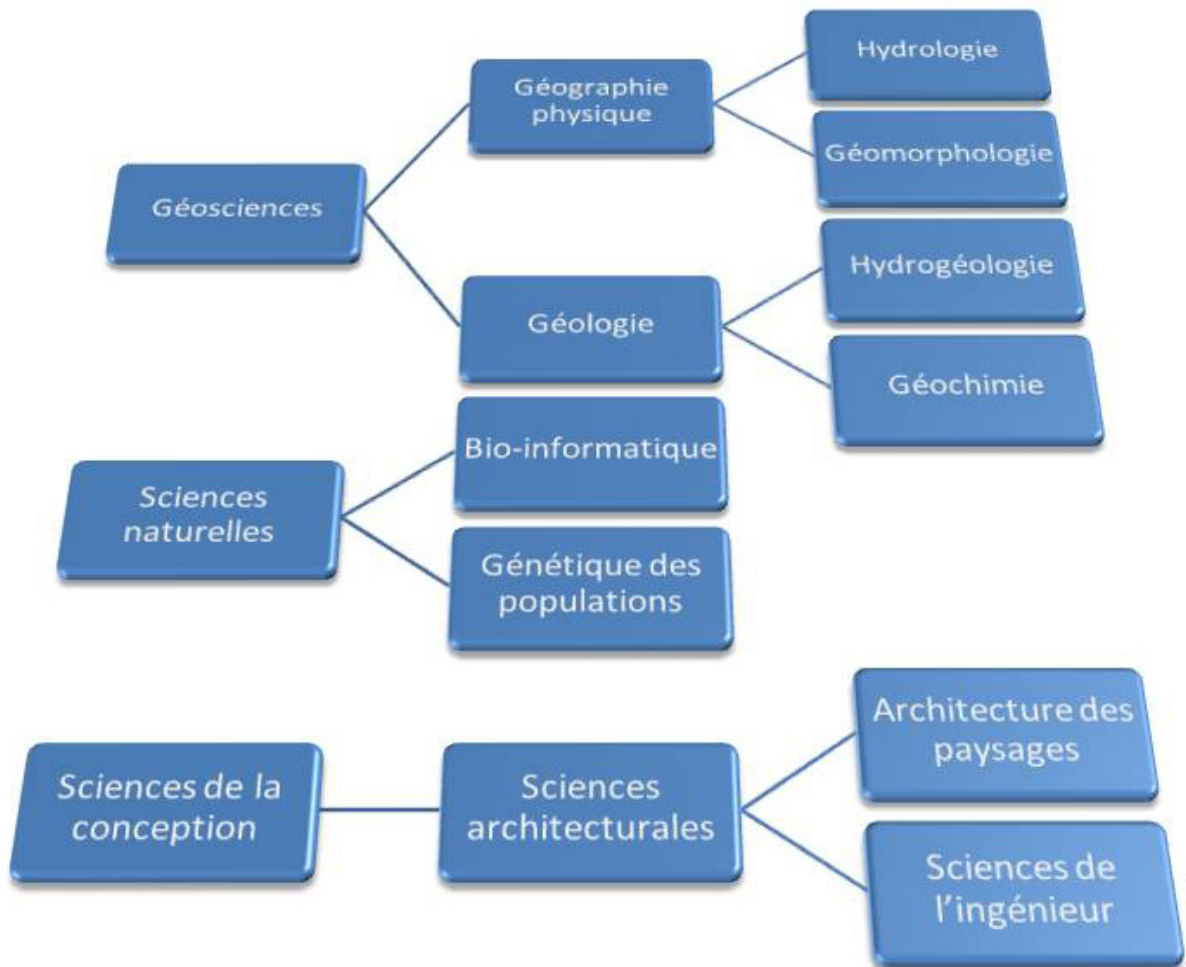 Hydrologie
Géographie
physique
Géomorphologie
Géosciences
Hydrogéologie
Géologie
Géochimie
Bio-informatique
Sciences
naturelles
Génétique des
populations
Architecture des
paysages
Sciences de la
conception
Sciences
architecturales
Sciences de
l'ingénieur